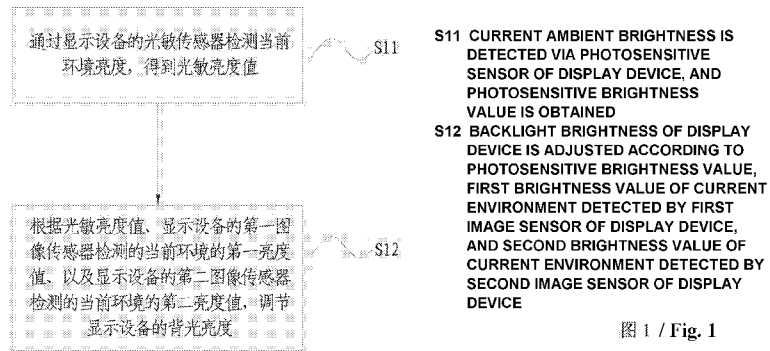 通过显示设备的光敏传感器检测当前
环境亮度，得到光敏亮度值
S11
根据光敏亮度值、显示设备的第一图
像传感器检测的当前环境的第一亮度
值、以及显示设备的第二图像传感器
检测的当前环境的第二亮度值，调节
显示设备的背光亮度
S12
S11 CURRENT AMBIENT BRIGHTNESS IS
DETECTED VIA PHOTOSENSITIVE
SENSOR OF DISPLAY DEVICE, AND
PHOTOSENSITIVE BRIGHTNESS
VALUE IS OBTAINED
S12 BACKLIGHT BRIGHTNESS OF DISPLAY
DEVICE IS ADJUSTED ACCORDING TO
PHOTOSENSITIVE BRIGHTNESS VALUE,
FIRST BRIGHTNESS VALUE OF CURRENT
ENVIRONMENT DETECTED BY FIRST
IMAGE SENSOR OF DISPLAY DEVICE,
AND SECOND BRIGHTNESS VALUE OF
CURRENT ENVIRONMENT DETECTED BY
SECOND IMAGE SENSOR OF DISPLAY
DEVICE
图 1 / Fig. 1